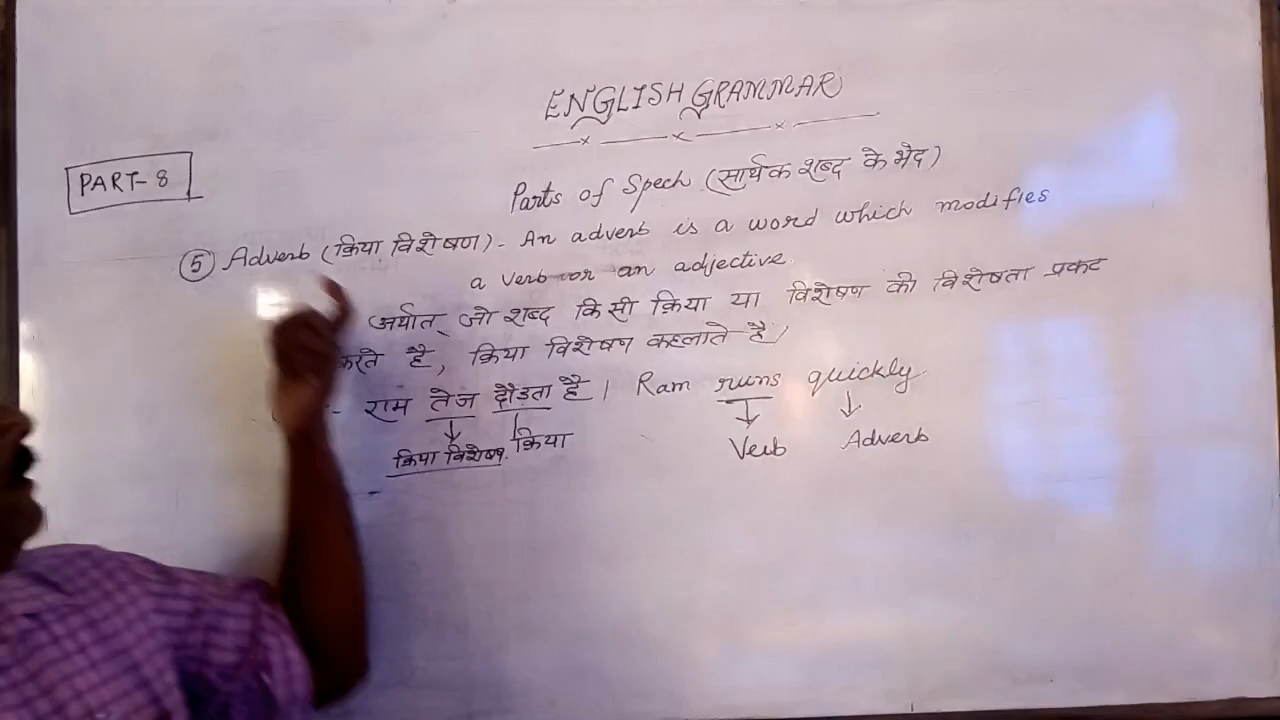 ENGLISH GRAMMAR
PART-8
Parts of Spech (सार्थक शब्द के भेद)
⑤ Adverb (क्रिया विशेषण) - An adverb is a word which modifies
a verb or an adjective.
अर्थात् जो शब्द किसी क्रिया या विशेषण की विशेषता प्रकट
करते है, क्रिया विशेषण कहलाते है।
- राम तेज दौड़ता है। Ram runs quickly
क्रिया विशेषण. क्रिया Verb Adverb